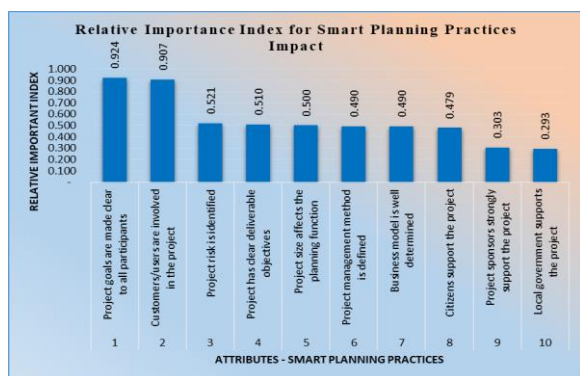 Relative Importance Index for Smart Planning Practices
Impact
RELATIVE IMPORTANT INDEX
1.000
0.900
0.800
0.700
0.600
0.500
0.400
0.300
0.200
0.100
-
0.924
0.907
0.521
0.510
0.500
0.490
0.490
0.479
0.303
0.293
Project goals are made clear
to all participants
Customers/users are involved
in the project
Project risk is identified
Project has clear deliverable
objectives
Project size affects the
planning function
Project management method
is defined
Business model is well
determined
Citizens support the project
Project sponsors strongly
support the project
Local government supports
the project
1 2 3 4 5 6 7 8 9 10
ATTRIBUTES - SMART PLANNING PRACTICES